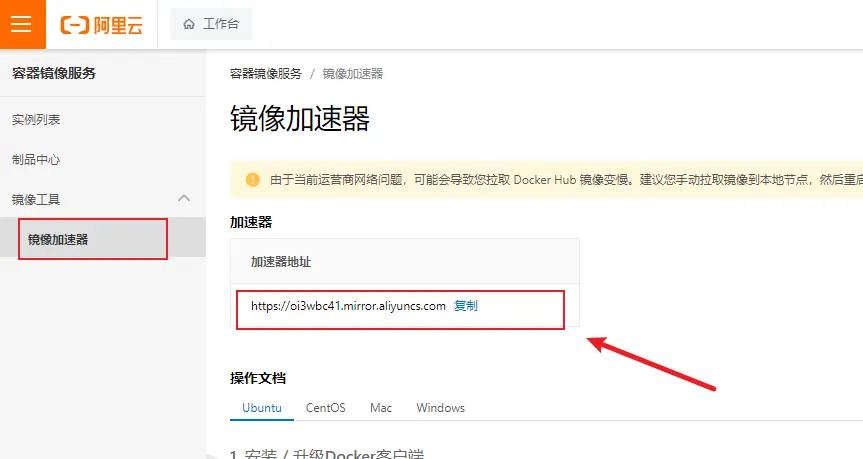 阿里云
工作台
容器镜像服务
实例列表
制品中心
镜像工具
镜像加速器
容器镜像服务 / 镜像加速器
镜像加速器
由于当前运营商网络问题，可能会导致您拉取 Docker Hub 镜像变慢。建议您手动拉取镜像到本地节点，然后重启
加速器
加速器地址
https://oi3wbc41.mirror.aliyuncs.com 复制
操作文档
Ubuntu CentOS Mac Windows
1. 安装 / 升级Docker客户端